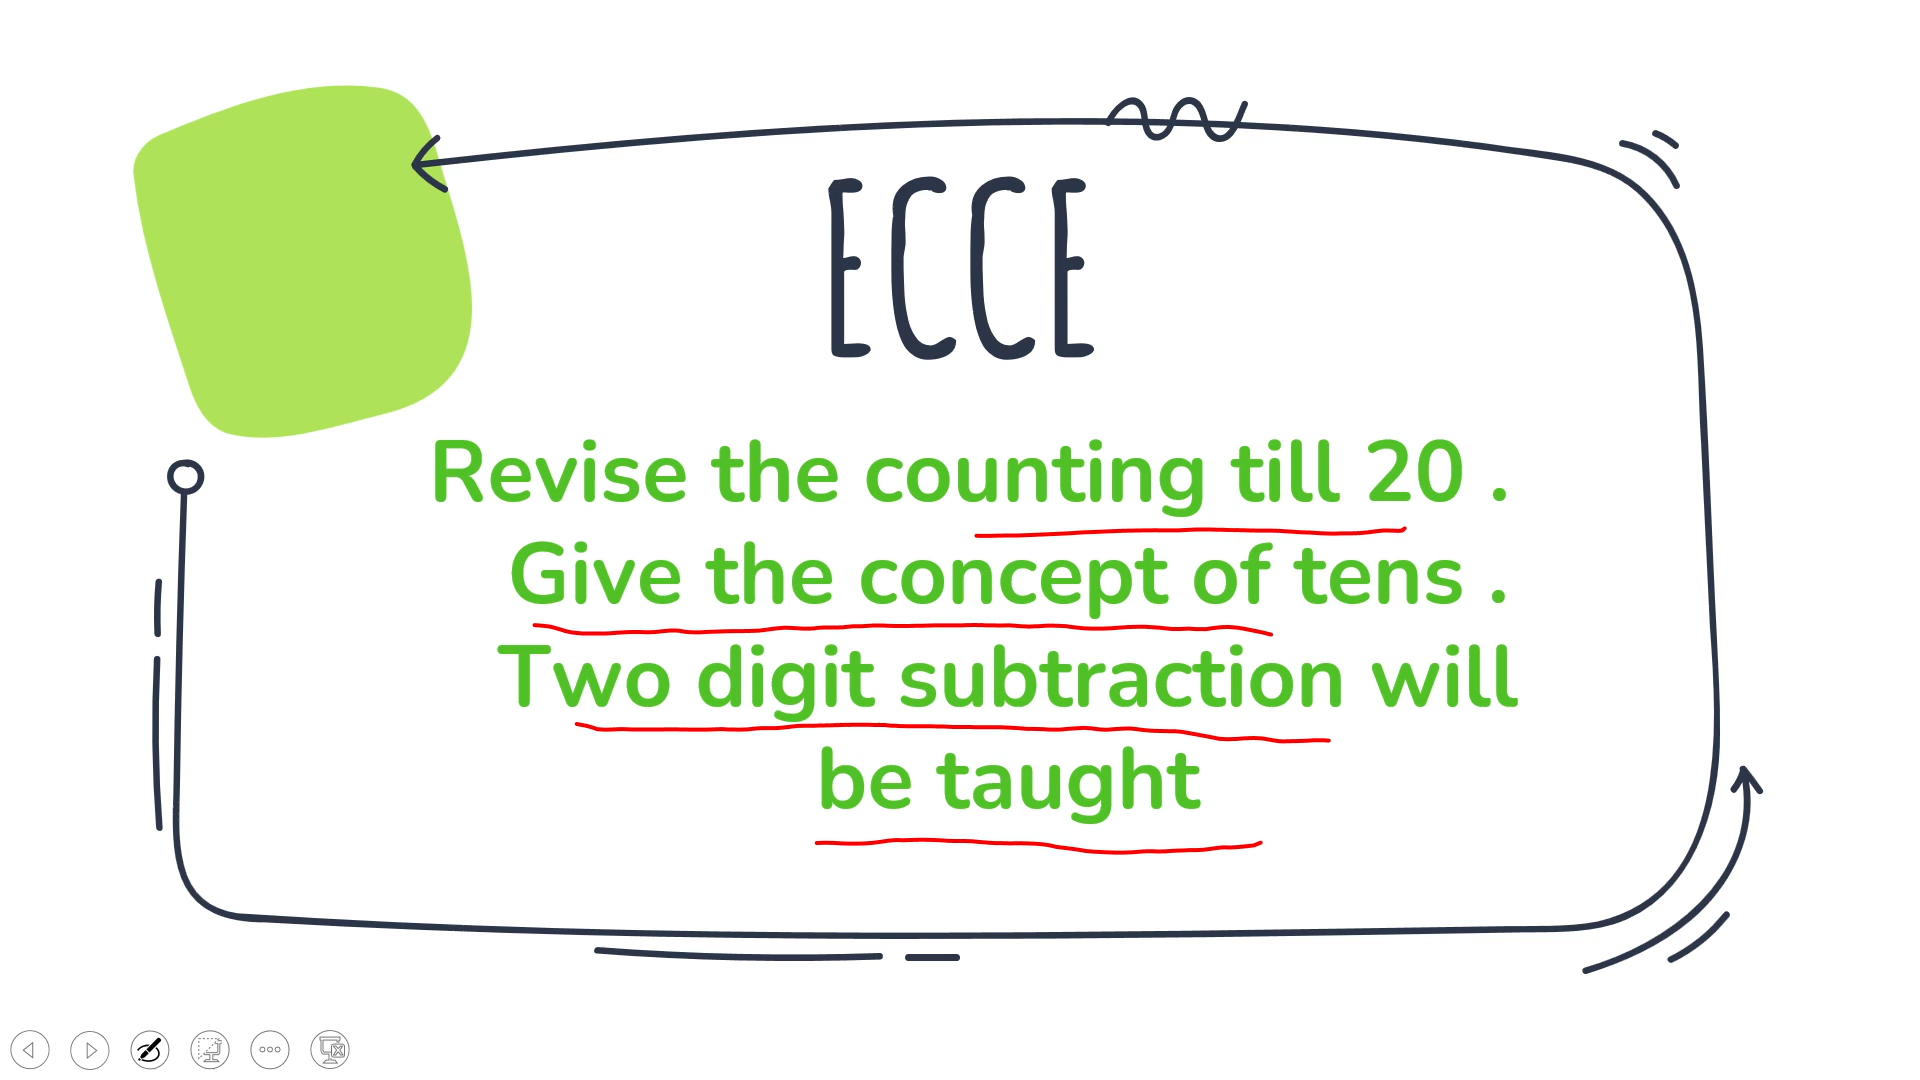 ECCE
Revise the counting till 20 .
Give the concept of tens .
Two digit subtraction will
be taught